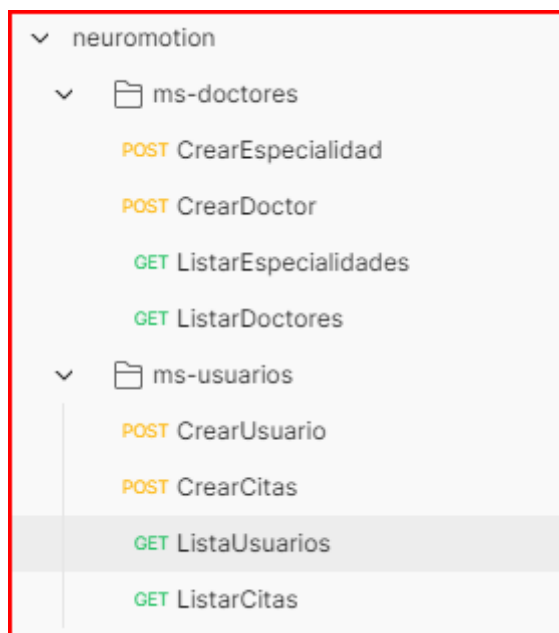 neuromotion
ms-doctores
POST CrearEspecialidad
POST CrearDoctor
GET ListarEspecialidades
GET ListarDoctores
ms-usuarios
POST CrearUsuario
POST CrearCitas
GET ListaUsuarios
GET ListarCitas